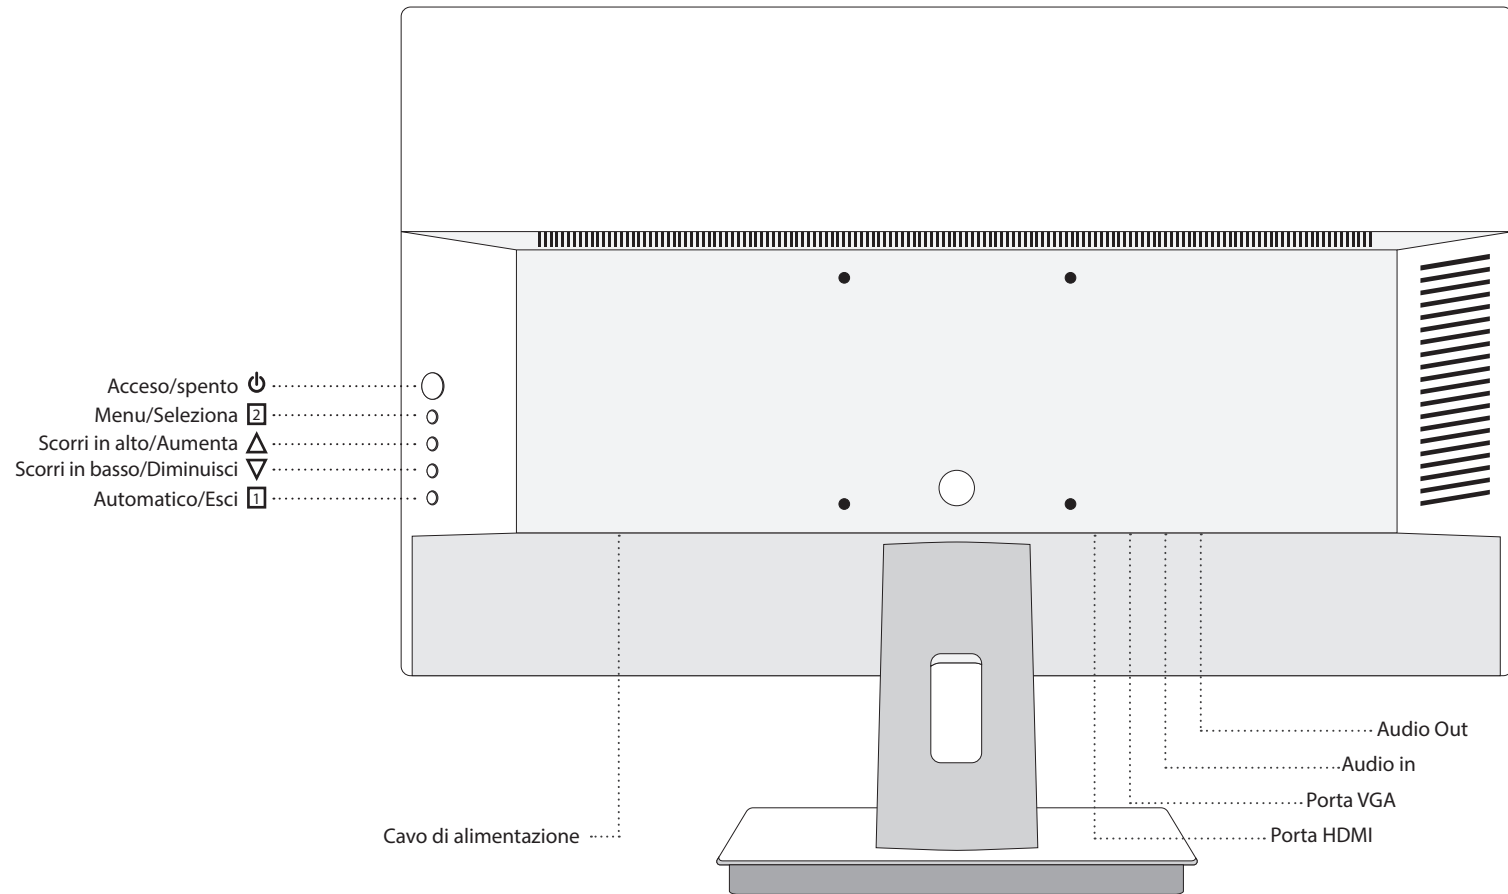 Acceso/spento
Menu/Seleziona 2
Scorri in alto/Aumenta
Scorri in basso/Diminuisci
Automatico/Esci 1
Audio Out
Audio in
Porta VGA
Porta HDMI
Cavo di alimentazione